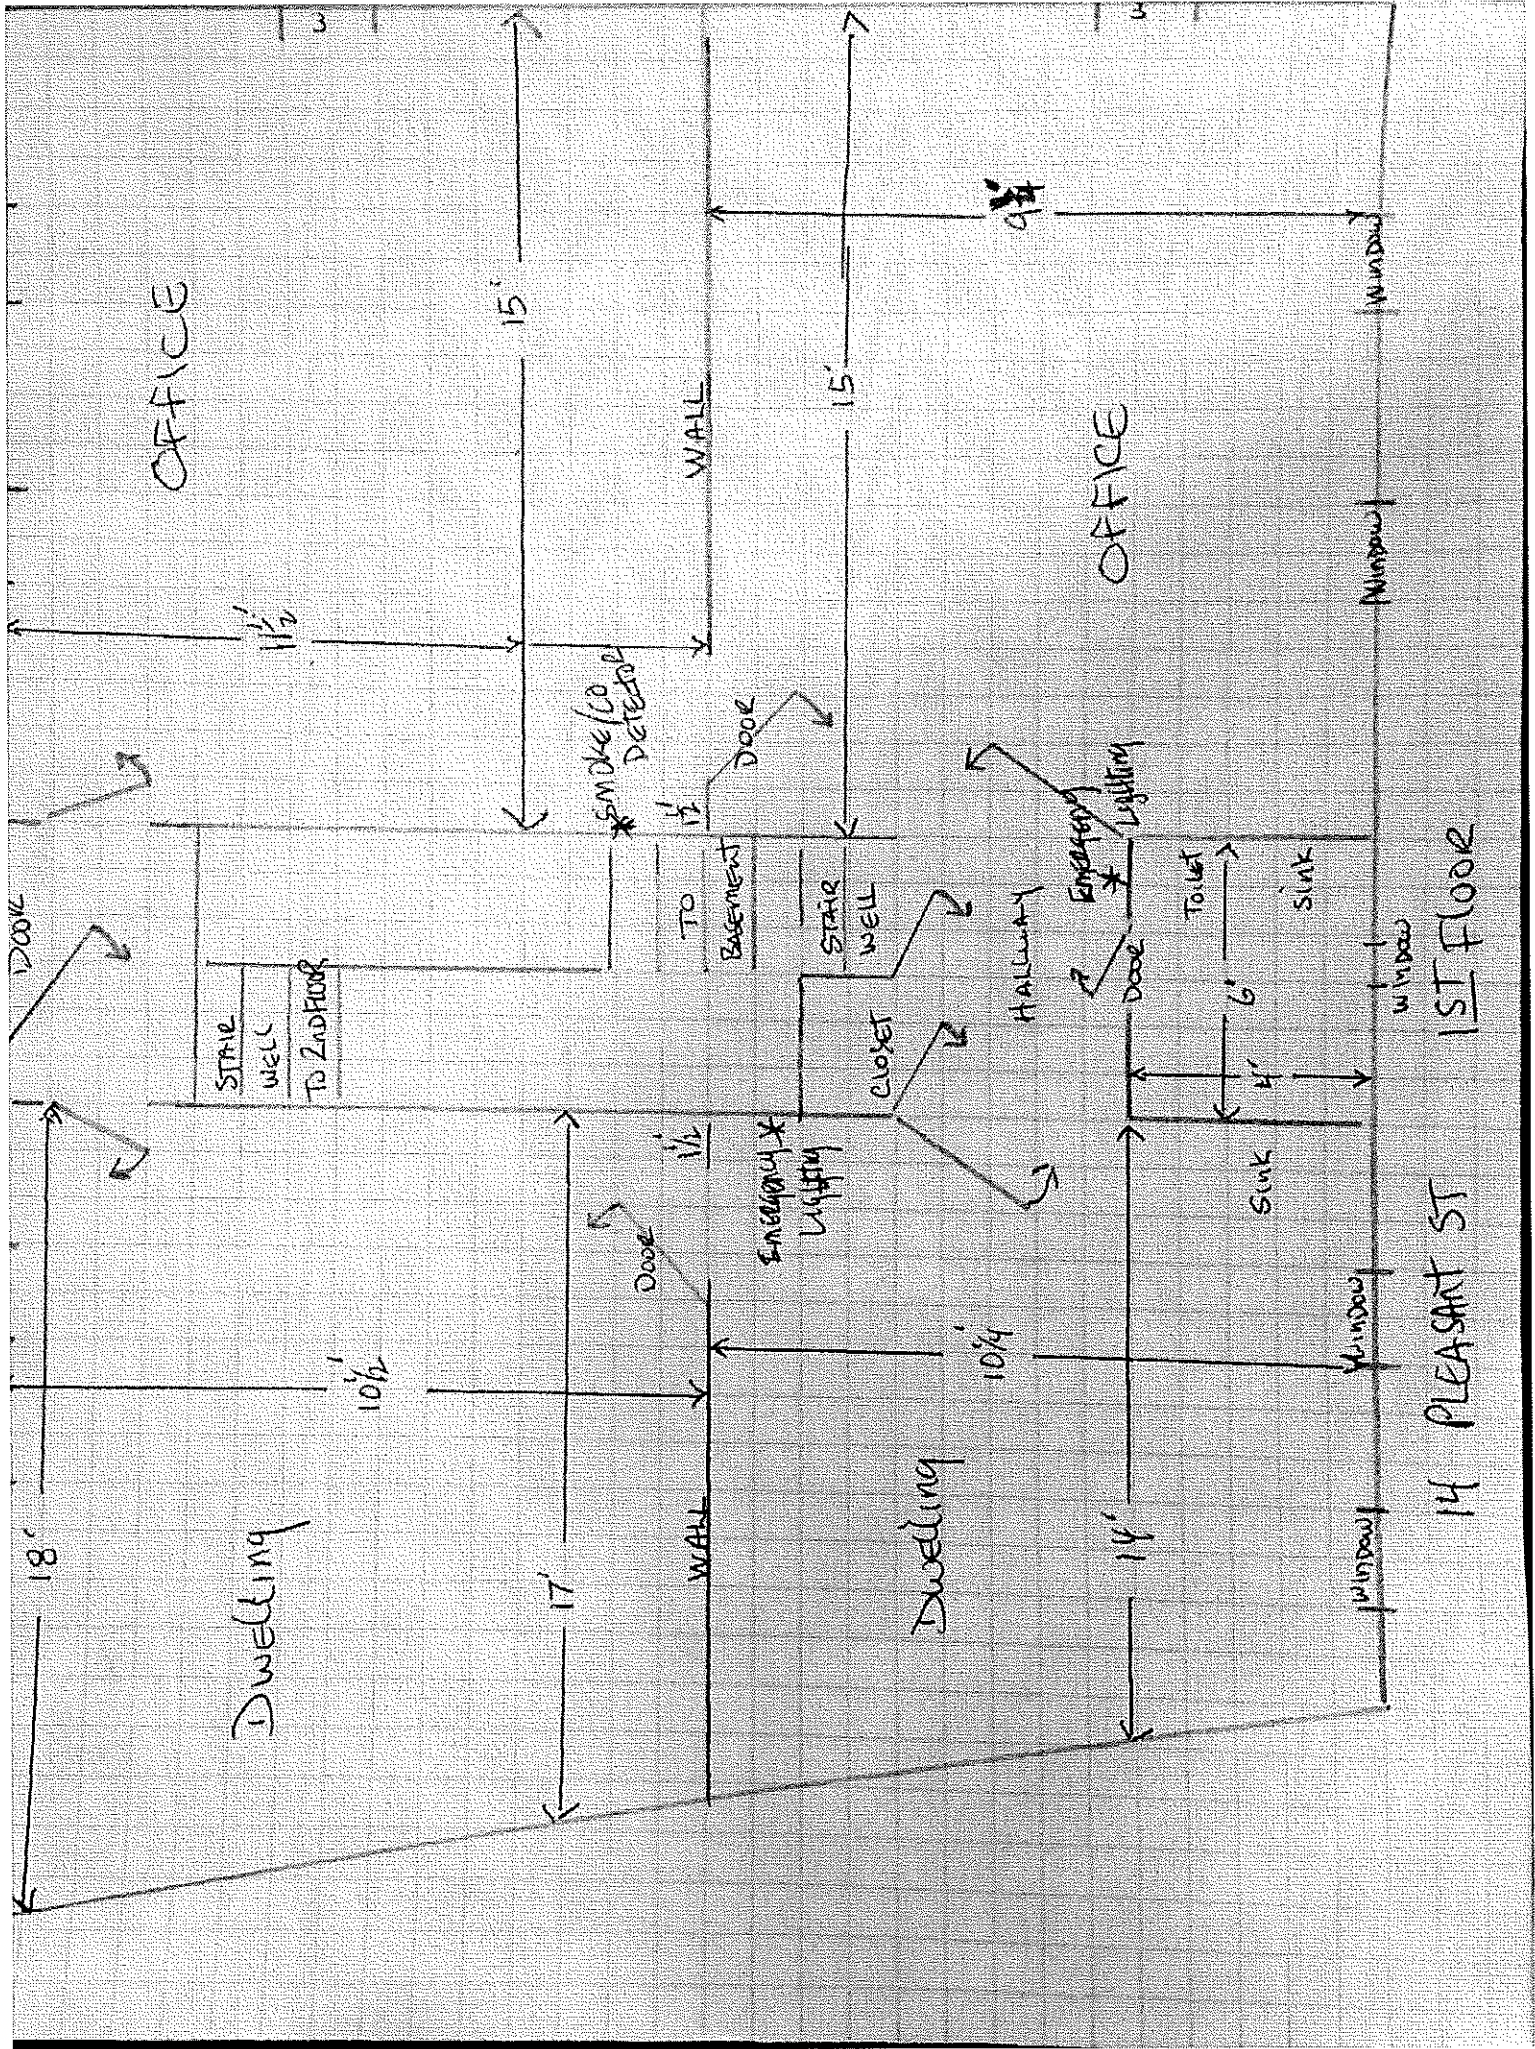 DOOR
18'
OFFICE
Dwelling
STAIR
WELL
TO 2ND FLOOR
11½'
W
10½'
15'
17'
*SMOKE/CO
DETECTOR
DOOR
1½'
1½'
WALL
TO
BASEMENT
WALL
DOOR
EMERGENCY *
Lighting
STAIR
WELL
15'
CLOSET
Dwelling
10¼'
HALLWAY
EMERGENCY
* Lighting
OFFICE
14'
DOOR
W
Toilet
6'
4'
Sink
Sink
WINDOW
WINDOW
WINDOW
WINDOW
WINDOW
14 PLEASANT ST
1ST FLOOR